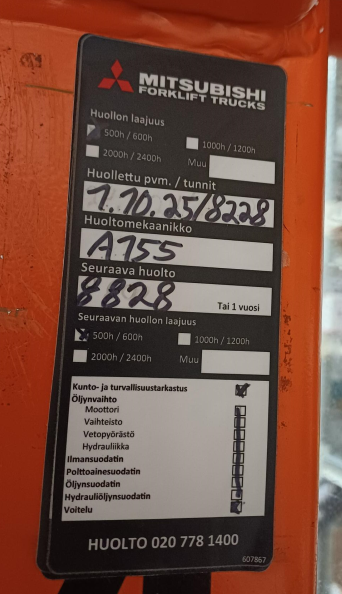 MITSUBISHI
FORKLIFT TRUCKS
Huollon laajuus
500h / 600h 1000h / 1200h
2000h / 2400h Muu
Huollettu pvm. / tunnit
1.10.25/8228
Huoltomekaanikko
A155
Seuraava huolto
8828 Tai 1 vuosi
Seuraavan huollon laajuus
500h / 600h 1000h / 1200h
2000h / 2400h Muu
Kunto- ja turvallisuustarkastus
Öljynvaihto
Moottori
Vaihteisto
Vetopyörästö
Hydrauliikka
Ilmansuodatin
Polttoainesuodatin
Öljynsuodatin
Hydrauliöljynsuodatin
Voitelu
HUOLTO 020 778 1400
607867